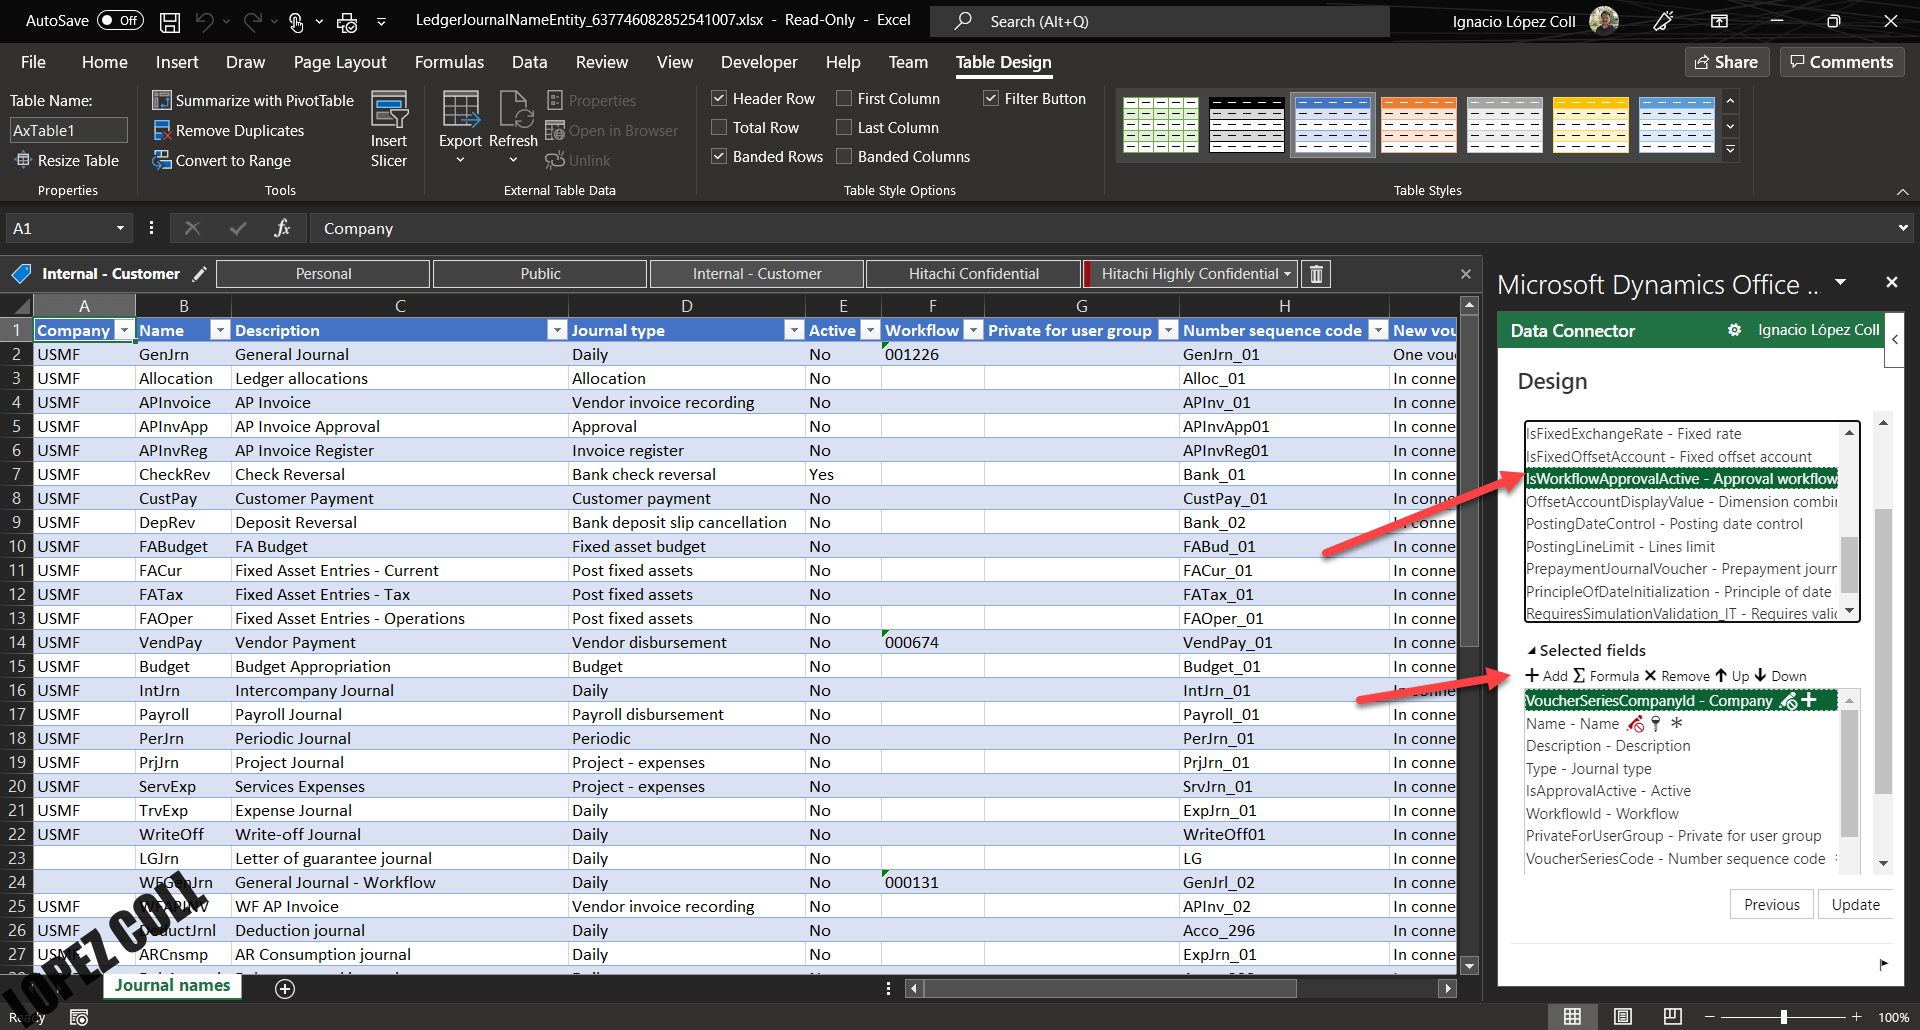 AutoSave Off LedgerJournalNameEntity_637746082852541007.xlsx - Read-Only - Excel Search (Alt+Q) Ignacio López Coll
File Home Insert Draw Page Layout Formulas Data Review View Developer Help Team Table Design Share Comments
Table Name:
AxTable1
Resize Table
Properties
Summarize with PivotTable
Remove Duplicates
Convert to Range
Insert Slicer
Tools
Export
Refresh
Properties
Open in Browser
Unlink
External Table Data
Header Row First Column Filter Button
Total Row Last Column
Banded Rows Banded Columns
Table Style Options
Table Styles
A1 fx Company
Internal - Customer Personal Public Internal - Customer Hitachi Confidential Hitachi Highly Confidential
A B C D E F G H
1 Company Name Description Journal type Active Workflow Private for user group Number sequence code New vou
2 USMF GenJrn General Journal Daily No 001226 GenJrn_01 One vouc
3 USMF Allocation Ledger allocations Allocation No Alloc_01 In conne
4 USMF APInvoice AP Invoice Vendor invoice recording No APInv_01 In conne
5 USMF APInvApp AP Invoice Approval Approval No APInvApp01 In conne
6 USMF APInvReg AP Invoice Register Invoice register No APInvReg01 In conne
7 USMF CheckRev Check Reversal Bank check reversal Yes Bank_01 In conne
8 USMF CustPay Customer Payment Customer payment No CustPay_01 In conne
9 USMF DepRev Deposit Reversal Bank deposit slip cancellation No Bank_02 In conne
10 USMF FABudget FA Budget Fixed asset budget No FABud_01 In conne
11 USMF FACur Fixed Asset Entries - Current Post fixed assets No FACur_01 In conne
12 USMF FATax Fixed Asset Entries - Tax Post fixed assets No FATax_01 In conne
13 USMF FAOper Fixed Asset Entries - Operations Post fixed assets No FAOper_01 In conne
14 USMF VendPay Vendor Payment Vendor disbursement No 000674 VendPay_01 In conne
15 USMF Budget Budget Appropriation Budget No Budget_01 In conne
16 USMF IntJrn Intercompany Journal Daily No IntJrn_01 In conne
17 USMF Payroll Payroll Journal Payroll disbursement No Payroll_01 In conne
18 USMF PerJrn Periodic Journal Periodic No PerJrn_01 In conne
19 USMF PrjJrn Project Journal Project - expenses No PrjJrn_01 In conne
20 USMF ServExp Services Expenses Project - expenses No SrvJrn_01 In conne
21 USMF TrvExp Expense Journal Daily No ExpJrn_01 In conne
22 USMF WriteOff Write-off Journal Daily No WriteOff01 In conne
23 LGJrn Letter of guarantee journal Daily No LG In conne
24 WFGenJrn General Journal - Workflow Daily No 000131 GenJrl_02 In conne
25 USMF WFAPINV WF AP Invoice Vendor invoice recording No APInv_02 In conne
26 USMF DeductJrnl Deduction journal Daily No Acco_296 In conne
27 USMF ARCnsmp AR Consumption journal Daily No ExpJrn_01 In conne
LOPEZ COLL
Journal names
Ready 100%
Microsoft Dynamics Office ...
Data Connector Ignacio López Coll
Design
IsFixedExchangeRate - Fixed rate
IsFixedOffsetAccount - Fixed offset account
IsWorkflowApprovalActive - Approval workflow
OffsetAccountDisplayValue - Dimension combi
PostingDateControl - Posting date control
PostingLineLimit - Lines limit
PrepaymentJournalVoucher - Prepayment jourr
PrincipleOfDateInitialization - Principle of date
RequiresSimulationValidation_IT - Requires valid
Selected fields
Add Formula Remove Up Down
VoucherSeriesCompanyId - Company
Name - Name
Description - Description
Type - Journal type
IsApprovalActive - Active
WorkflowId - Workflow
PrivateForUserGroup - Private for user group
VoucherSeriesCode - Number sequence code
Previous Update